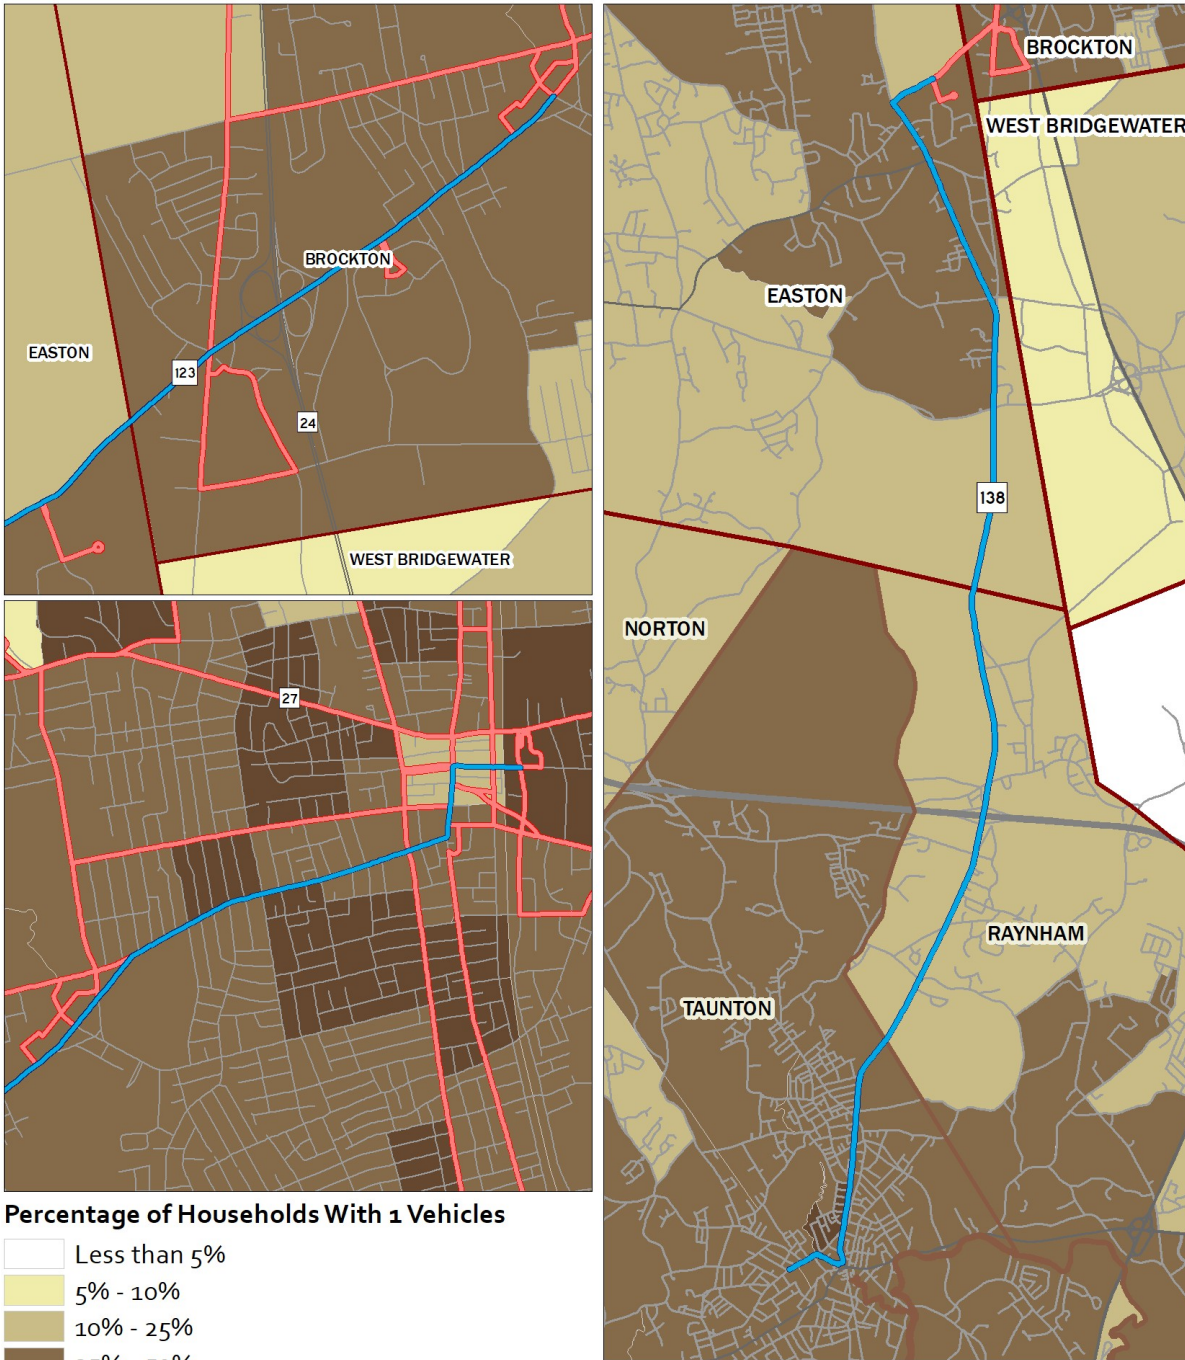 BROCKTON
EASTON
123
24
WEST BRIDGEWATER
27
Percentage of Households With 1 Vehicles
Less than 5%
5% - 10%
10% - 25%
BROCKTON
WEST BRIDGEWATER
EASTON
138
NORTON
RAYNHAM
TAUNTON